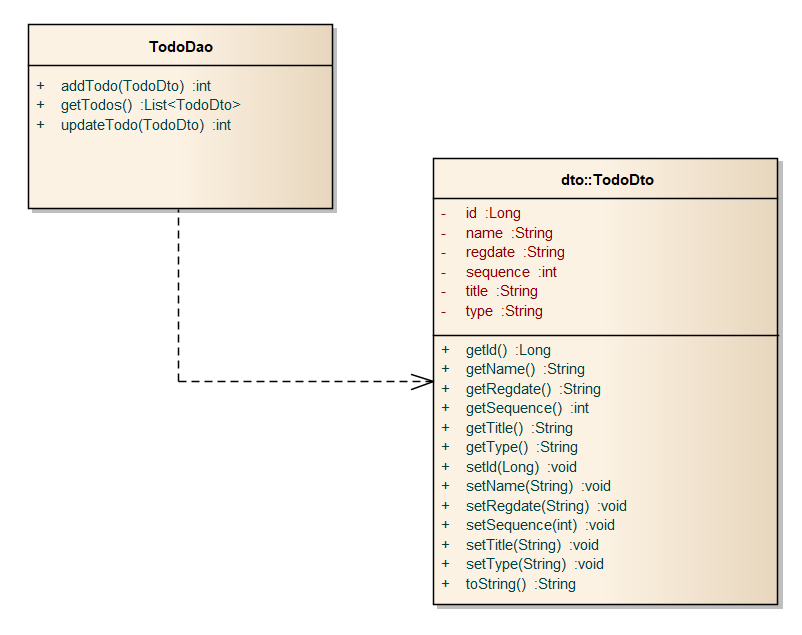 TodoDao
+ addTodo(TodoDto) :int
+ getTodos() :List<TodoDto>
+ updateTodo(TodoDto) :int
dto::TodoDto
- id :Long
- name :String
- regdate :String
- sequence :int
- title :String
- type :String
+ getId() :Long
+ getName() :String
+ getRegdate() :String
+ getSequence() :int
+ getTitle() :String
+ getType() :String
+ setId(Long) :void
+ setName(String) :void
+ setRegdate(String) :void
+ setSequence(int) :void
+ setTitle(String) :void
+ setType(String) :void
+ toString() :String